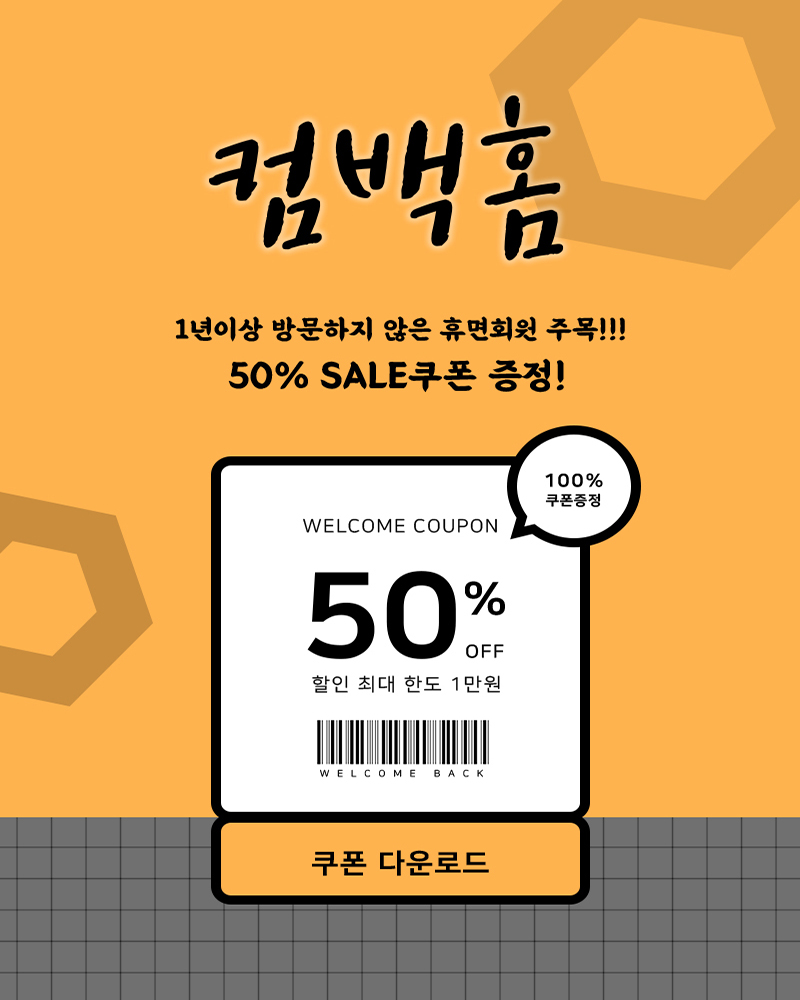 컴백홈
1년이상 방문하지 않은 휴면회원 주목!!!
50% SALE쿠폰 증정!
100%
쿠폰증정
WELCOME COUPON
50%
OFF
할인 최대 한도 1만원
WELCOME BACK
쿠폰 다운로드